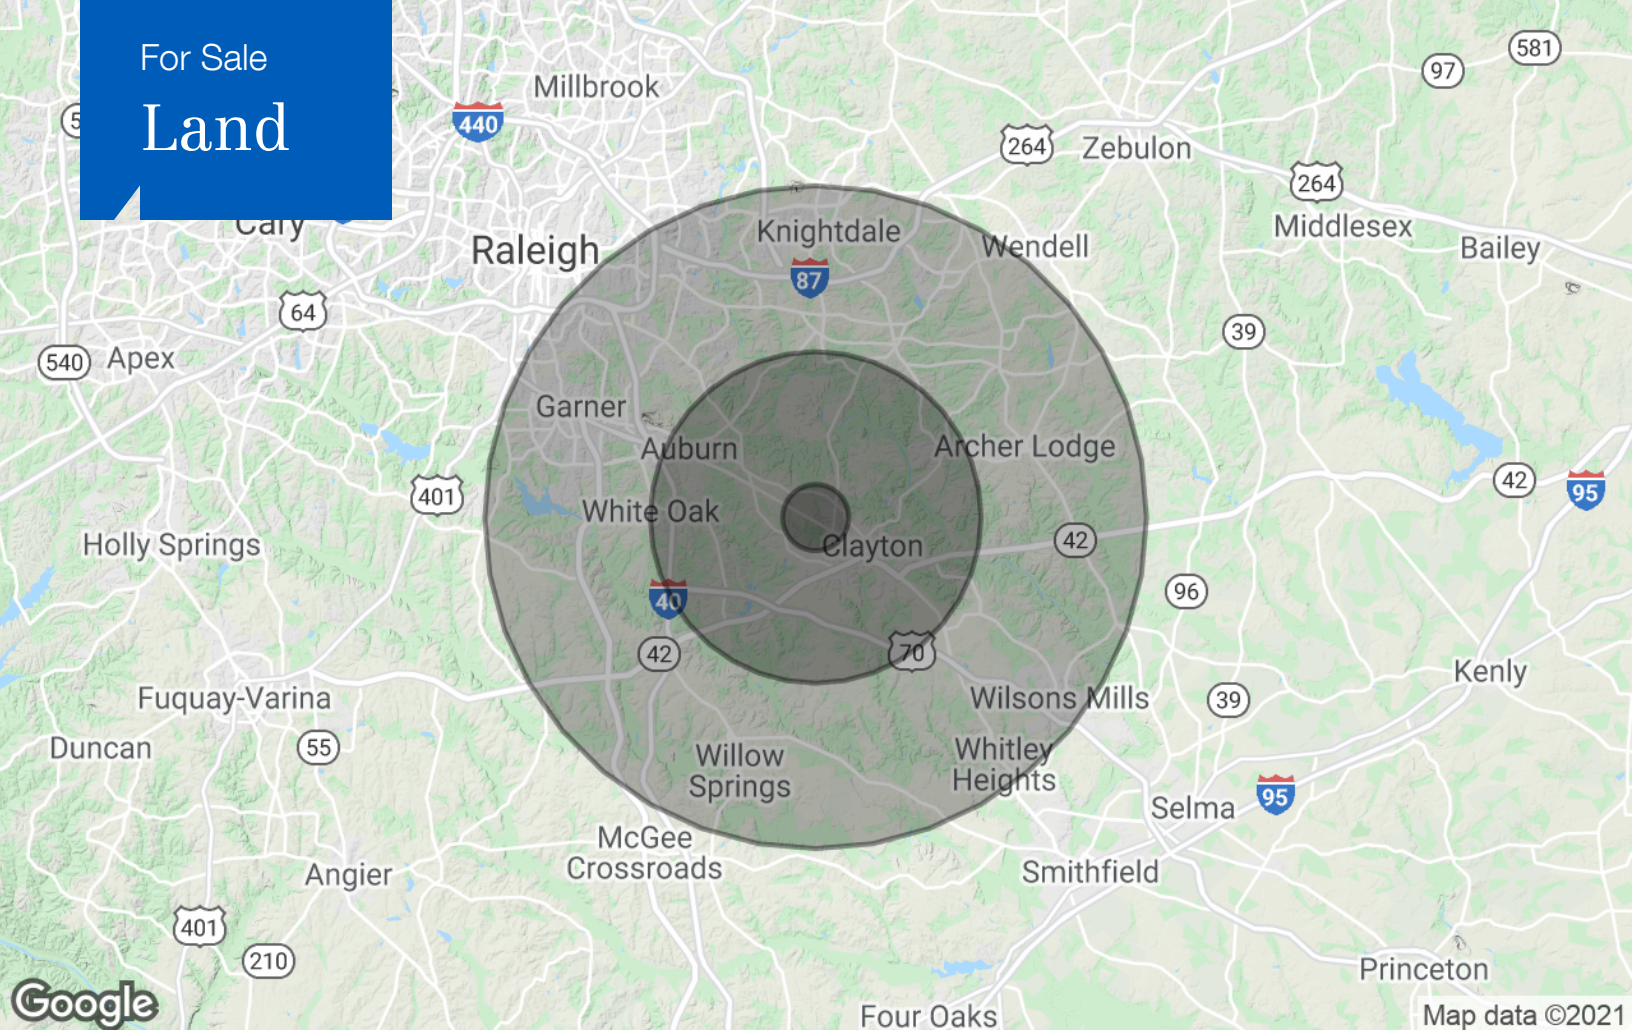 For Sale
Land
Millbrook
581
97
5
440
264
Zebulon
264
Middlesex
Cary
Raleigh
Knightdale
Wendell
Bailey
87
64
39
540
Apex
Garner
Auburn
Archer Lodge
401
42
95
White Oak
Holly Springs
Clayton
42
96
40
42
70
Kenly
Fuquay-Varina
Wilsons Mills
39
Duncan
55
Willow
Springs
Whitley
Heights
95
Selma
McGee
Crossroads
Angier
Smithfield
401
210
Princeton
Google
Four Oaks
Map data ©2021